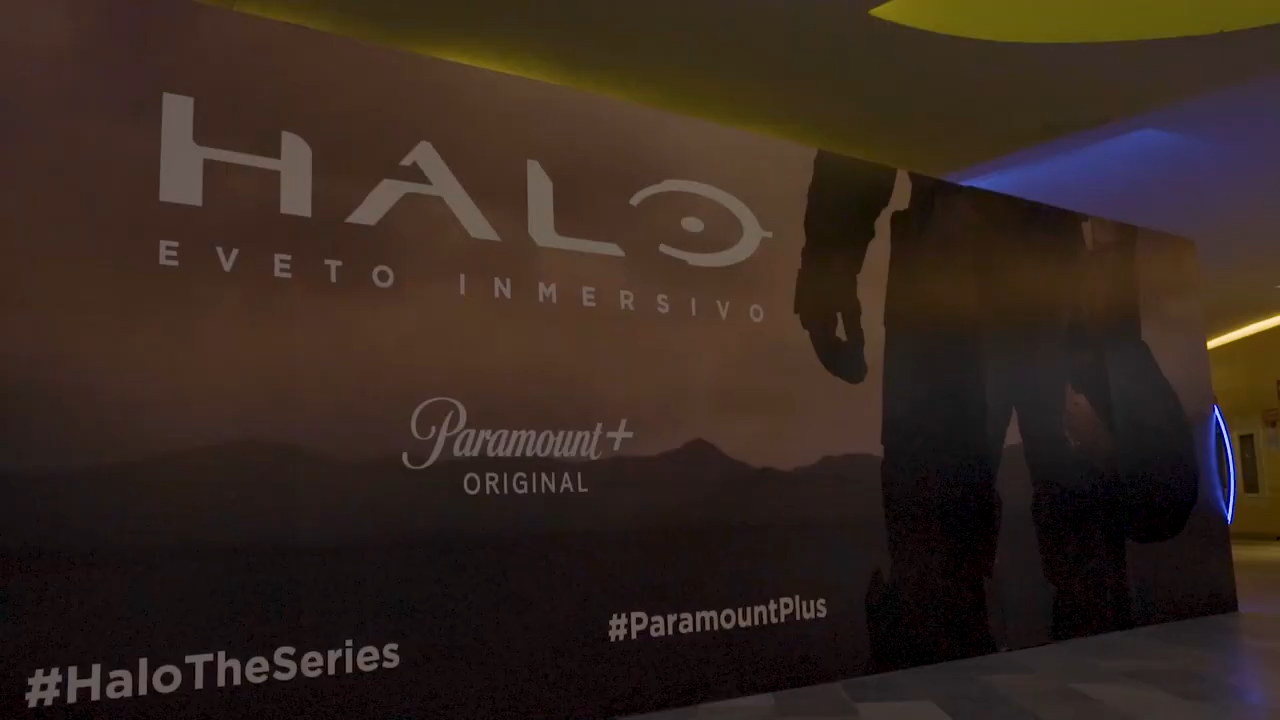 HALO
EVETO INMERSIVO
Paramount+
ORIGINAL
#ParamountPlus
#HaloTheSeries